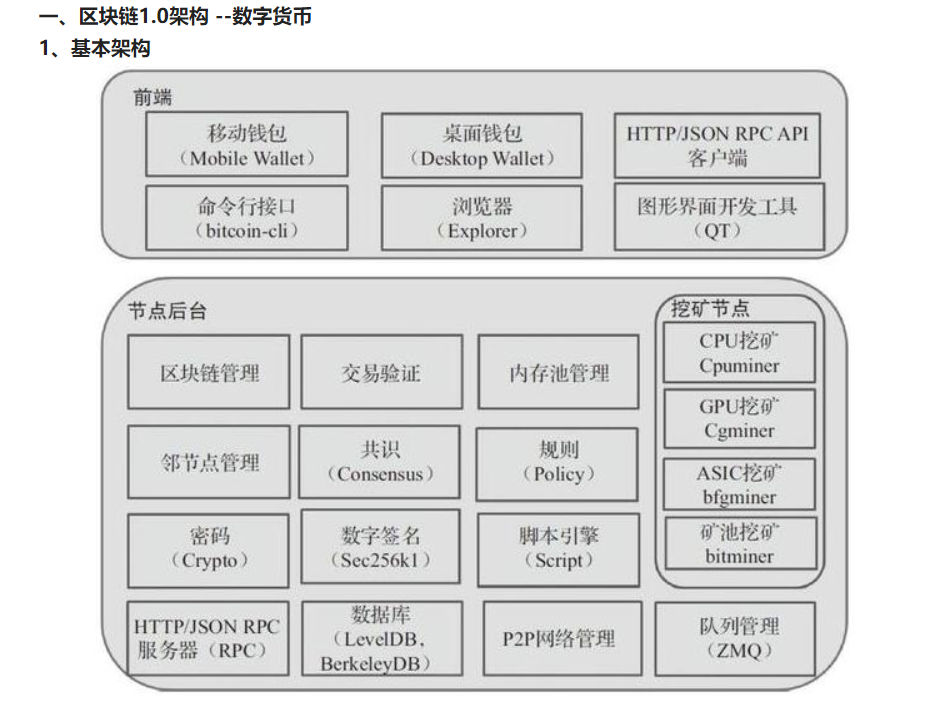 一、区块链1.0架构 --数字货币
1、基本架构
前端
移动钱包
（Mobile Wallet）
桌面钱包
（Desktop Wallet）
HTTP/JSON RPC API
客户端
命令行接口
（bitcoin-cli）
浏览器
（Explorer）
图形界面开发工具
（QT）
节点后台
区块链管理
交易验证
内存池管理
邻节点管理
共识
（Consensus）
规则
（Policy）
密码
（Crypto）
数字签名
（Sec256k1）
脚本引擎
（Script）
挖矿节点
CPU挖矿
Cpuminer
GPU挖矿
Cgminer
ASIC挖矿
bfgminer
矿池挖矿
bitminer
HTTP/JSON RPC
服务器（RPC）
数据库
（LevelDB，
BerkeleyDB）
P2P网络管理
队列管理
（ZMQ）